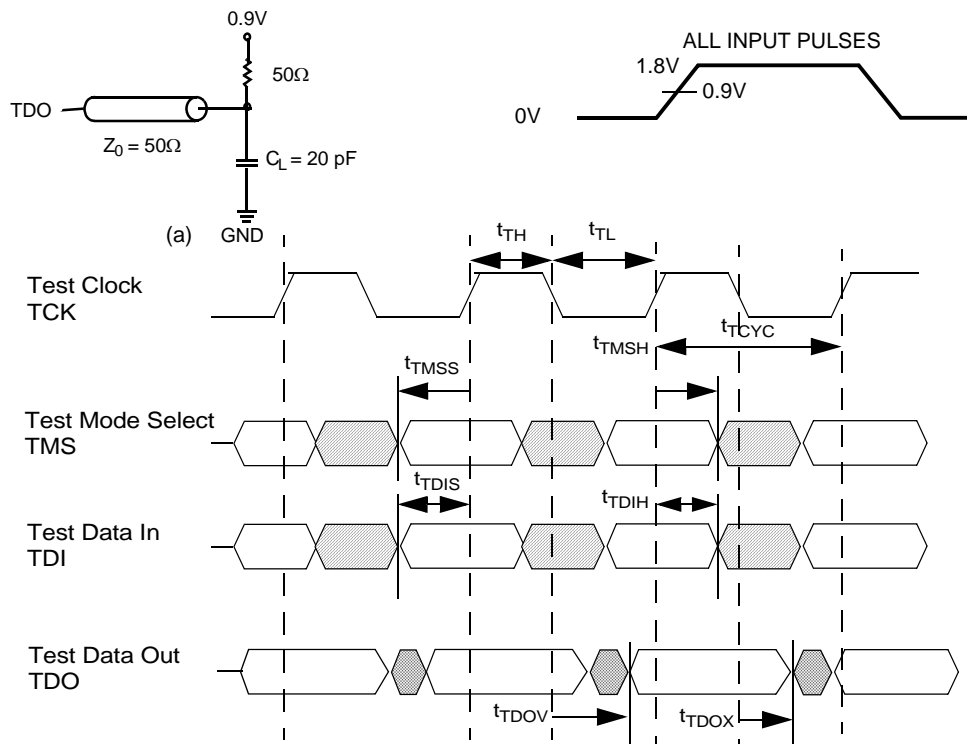 0.9V
50Ω
TDO
Z0 = 50Ω
CL = 20 pF
(a)
GND
ALL INPUT PULSES
1.8V
0.9V
0V
tTH
tTL
Test Clock
TCK
tTCYC
tTMSH
tTMSS
Test Mode Select
TMS
tTDIS
tTDIH
Test Data In
TDI
Test Data Out
TDO
tTDOV
tTDOX